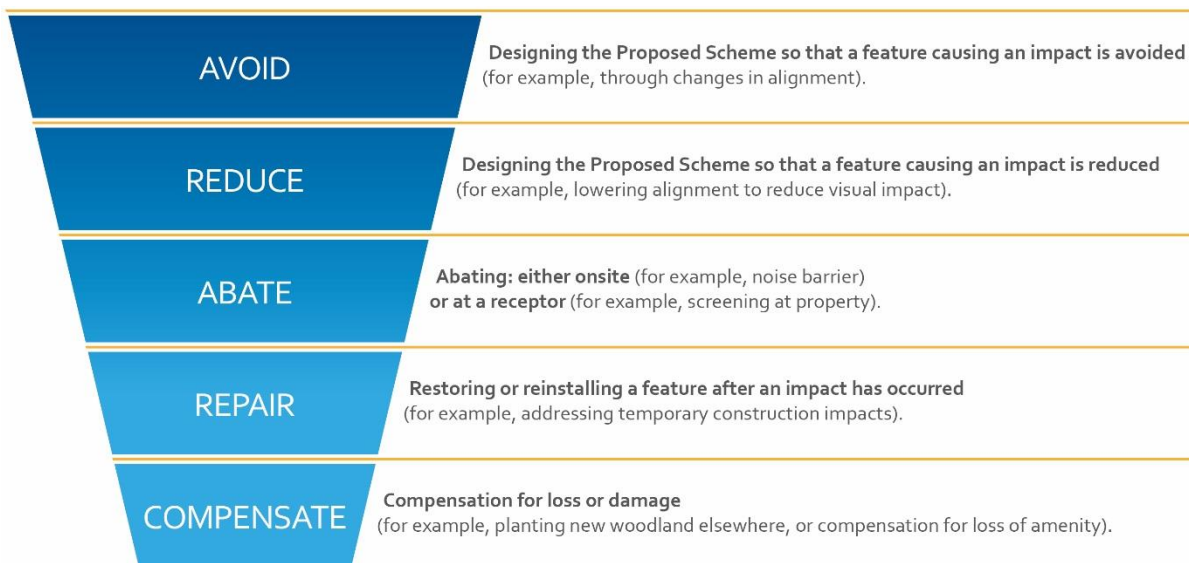 AVOID
Designing the Proposed Scheme so that a feature causing an impact is avoided
(for example, through changes in alignment).
REDUCE
Designing the Proposed Scheme so that a feature causing an impact is reduced
(for example, lowering alignment to reduce visual impact).
ABATE
Abating: either onsite (for example, noise barrier)
or at a receptor (for example, screening at property).
REPAIR
Restoring or reinstalling a feature after an impact has occurred
(for example, addressing temporary construction impacts).
COMPENSATE
Compensation for loss or damage
(for example, planting new woodland elsewhere, or compensation for loss of amenity).